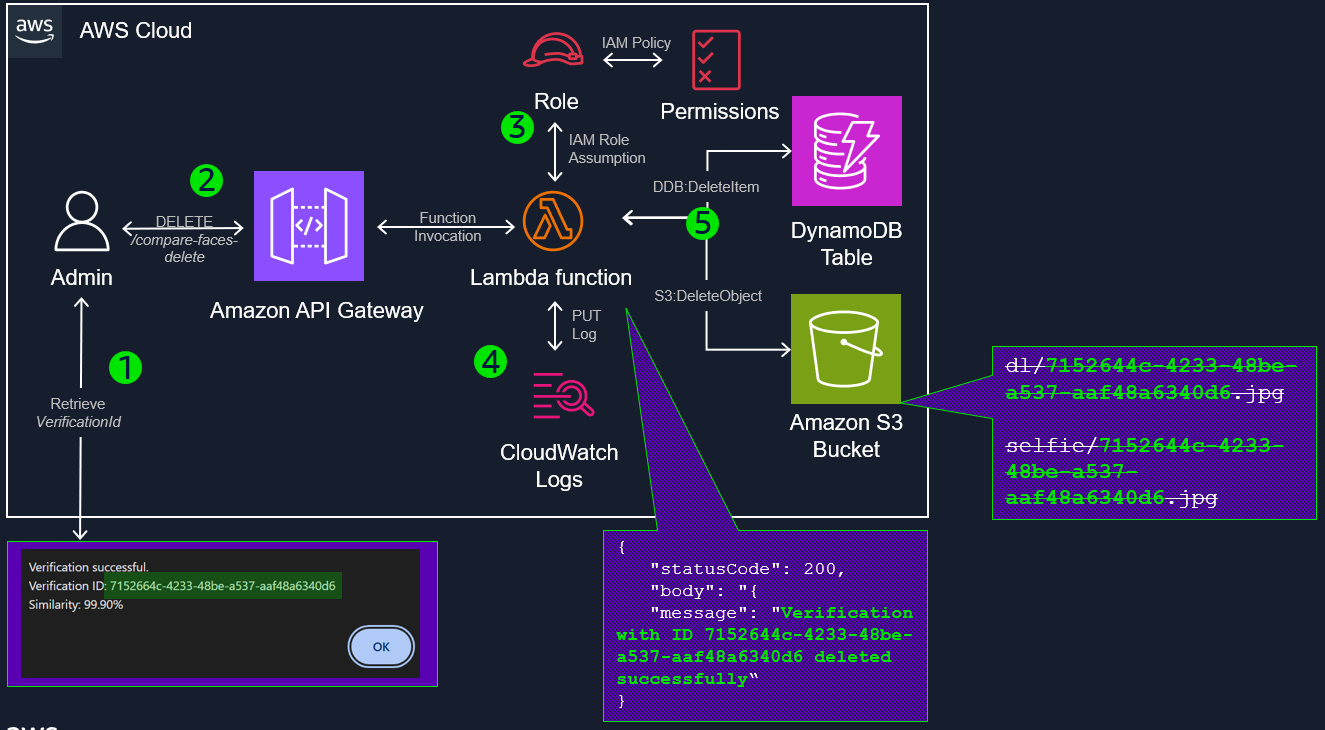 aws
AWS Cloud
IAM Policy
Role
Permissions
3
IAM Role
Assumption
2
DELETE
/compare-faces-
delete
Admin
Amazon API Gateway
Function
Invocation
Lambda function
DDB:DeleteItem
5
DynamoDB
Table
S3:DeleteObject
Amazon S3
Bucket
PUT
Log
4
CloudWatch
Logs
1
Retrieve
VerificationId
dl/7152644c-4233-48be-
a537-aaf48a6340d6.jpg
selfie/7152644c-4233-
48be-a537-
aaf48a6340d6.jpg
Verification successful.
Verification ID: 7152664c-4233-48be-a537-aaf48a6340d6
Similarity: 99.90%
OK
{
"statusCode": 200,
"body": "{
"message": "Verification
with ID 7152644c-4233-48be-
a537-aaf48a6340d6 deleted
successfully“
}
aws